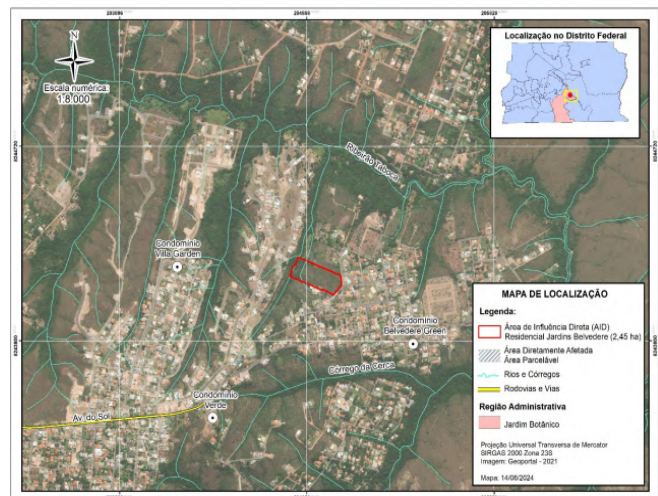 N
Escala numérica:
1:8.000
Localização no Distrito Federal
Ribeirão Taboca
Condomínio
Villa Garden
Condomínio
Belvedere Green
Córrego da Cerca
Condomínio
Verde
Av. do Sol
MAPA DE LOCALIZAÇÃO
Legenda:
Área de Influência Direta (AID)
Residencial Jardins Belvedere (2,45 ha)
Área Diretamente Afetada
Área Parcelável
Rios e Córregos
Rodovias e Vias
Região Administrativa
Jardim Botânico
Projeção Universal Transversa de Mercator
SIRGAS 2000 Zona 23S
Imagem: Geoportal - 2021
Mapa: 14/06/2024